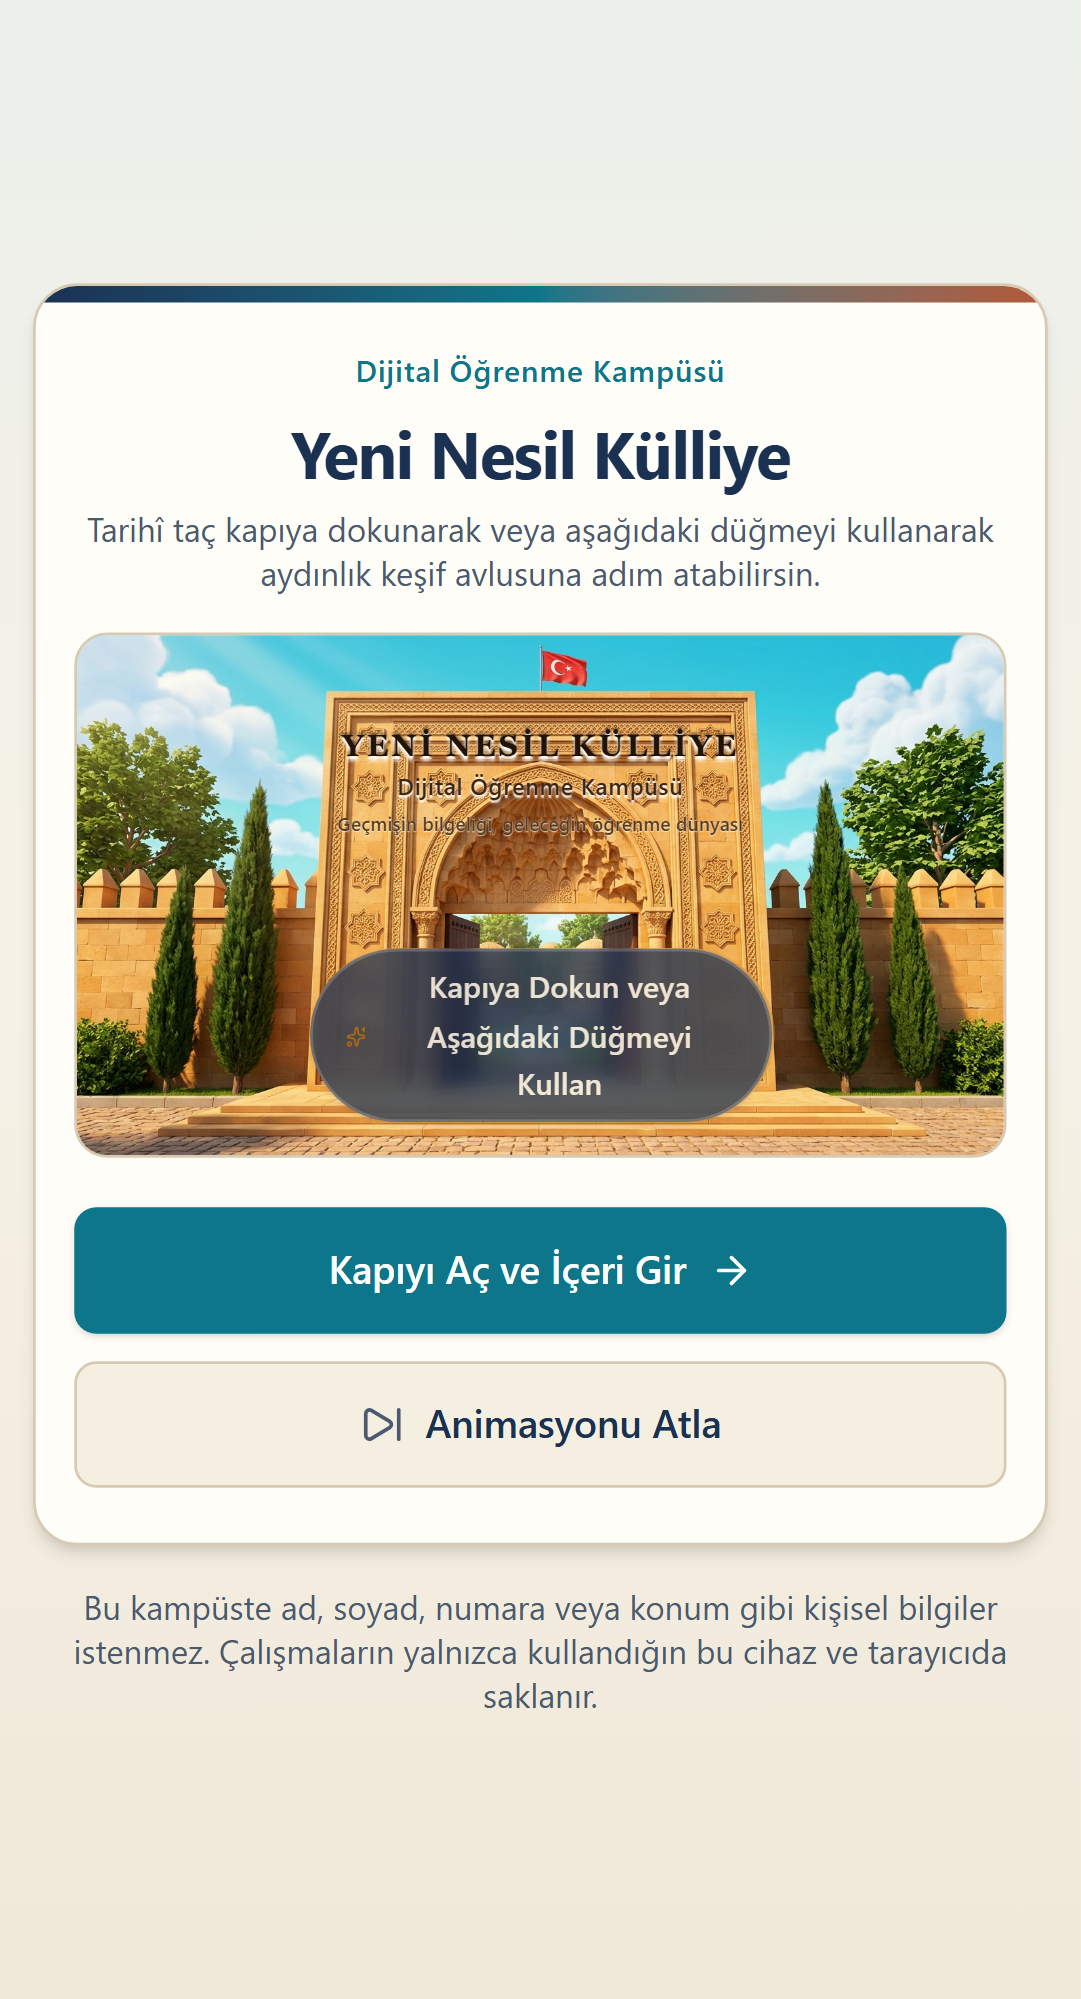 Dijital Öğrenme Kampüsü
Yeni Nesil Külliye
Tarihî taç kapıya dokunarak veya aşağıdaki düğmeyi kullanarak
aydınlık keşif avlusuna adım atabilirsin.
YENİ NESİL KÜLLİYE
Dijital Öğrenme Kampüsü
Geçmişin bilgeliği, geleceğin öğrenme dünyası
Kapıya Dokun veya
Aşağıdaki Düğmeyi
Kullan
Kapıyı Aç ve İçeri Gir
Animasyonu Atla
Bu kampüste ad, soyad, numara veya konum gibi kişisel bilgiler
istenmez. Çalışmaların yalnızca kullandığın bu cihaz ve tarayıcıda
saklanır.